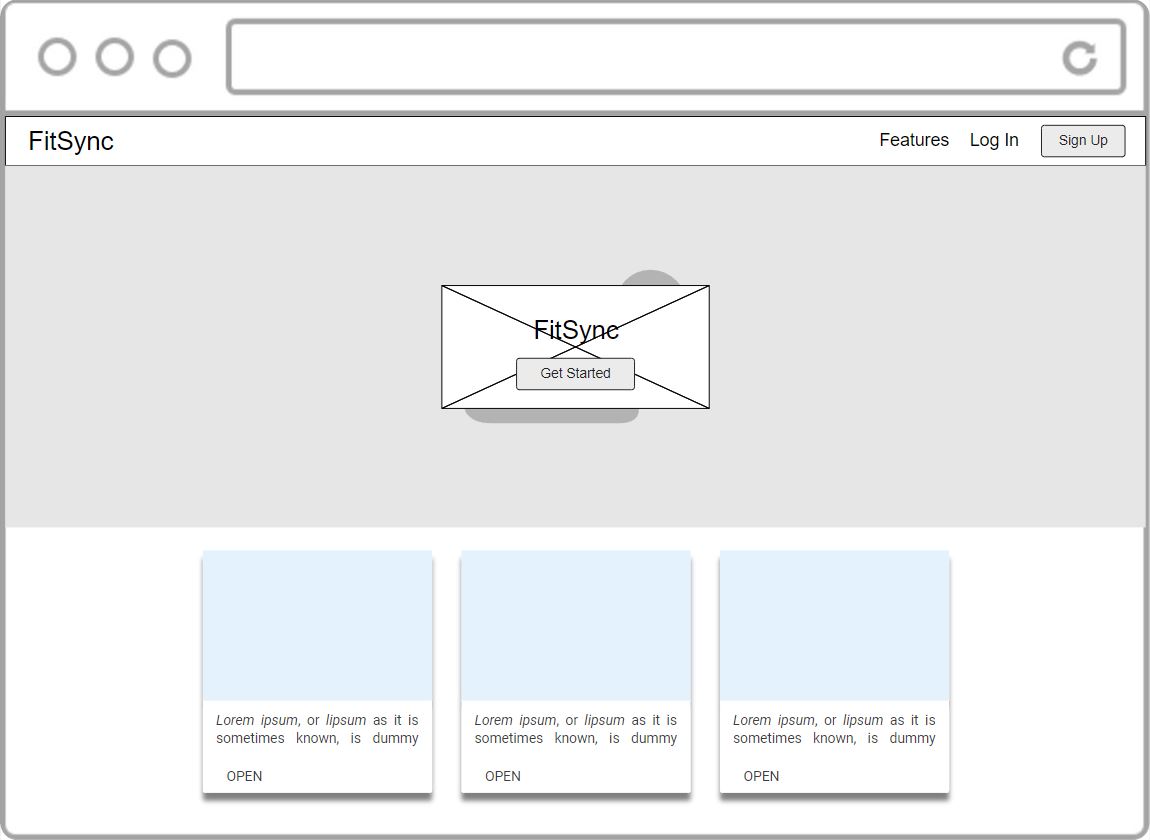 FitSync
Features
Log In
Sign Up
FitSync
Get Started
Lorem ipsum, or lipsum as it is
sometimes known, is dummy
OPEN
Lorem ipsum, or lipsum as it is
sometimes known, is dummy
OPEN
Lorem ipsum, or lipsum as it is
sometimes known, is dummy
OPEN